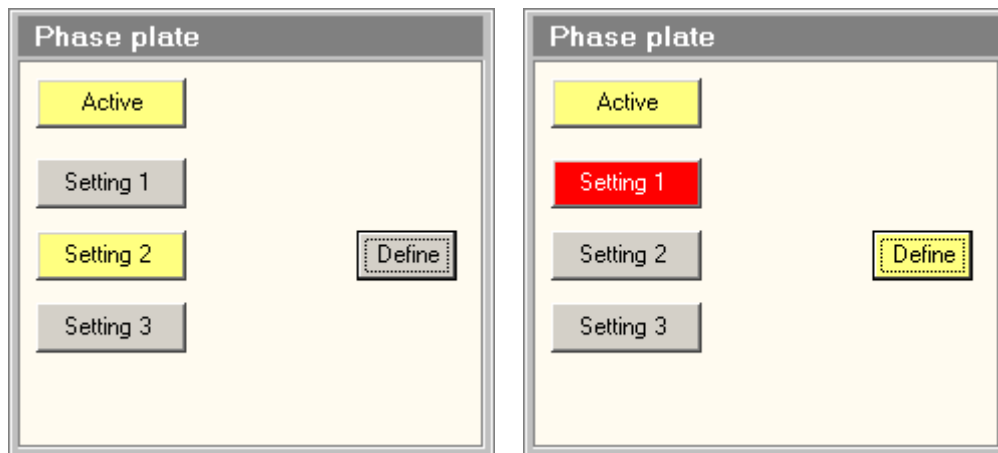 Phase plate
Active
Setting 1
Setting 2
Define
Setting 3
Phase plate
Active
Setting 1
Setting 2
Define
Setting 3